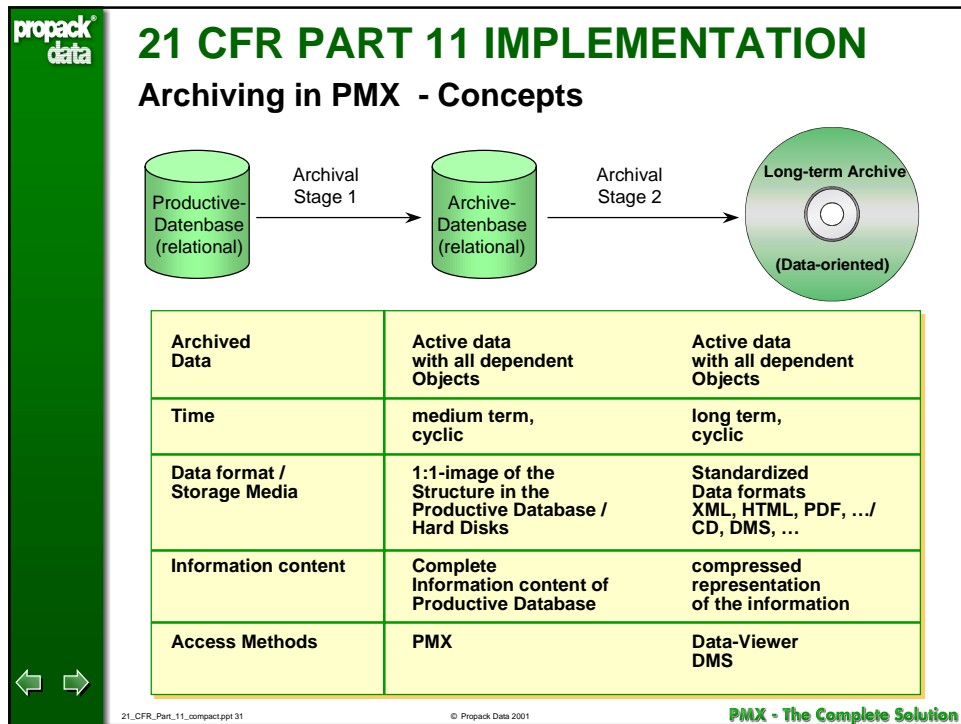 propack®
data
21 CFR PART 11 IMPLEMENTATION
Archiving in PMX - Concepts
Productive-
Datenbase
(relational)
Archival
Stage 1
Archive-
Datenbase
(relational)
Archival
Stage 2
Long-term Archive
(Data-oriented)
Archived
Data
Active data
with all dependent
Objects
Active data
with all dependent
Objects
Time
medium term,
cyclic
long term,
cyclic
Data format /
Storage Media
1:1-image of the
Structure in the
Productive Database /
Hard Disks
Standardized
Data formats
XML, HTML, PDF, …/
CD, DMS, …
Information content
Complete
Information content of
Productive Database
compressed
representation
of the information
Access Methods
PMX
Data-Viewer
DMS
21_CFR_Part_11_compact.ppt 31
© Propack Data 2001
PMX - The Complete Solution